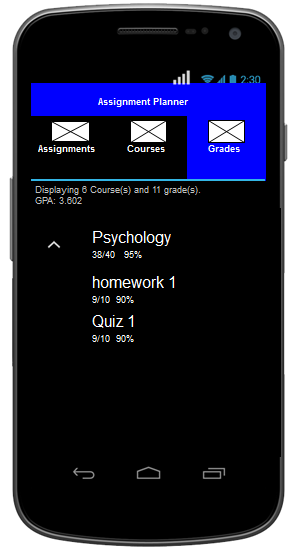 2:30
Assignment Planner
Assignments Courses Grades
Displaying 6 Course(s) and 11 grade(s).
GPA: 3.602
Psychology
38/40 95%
homework 1
9/10 90%
Quiz 1
9/10 90%